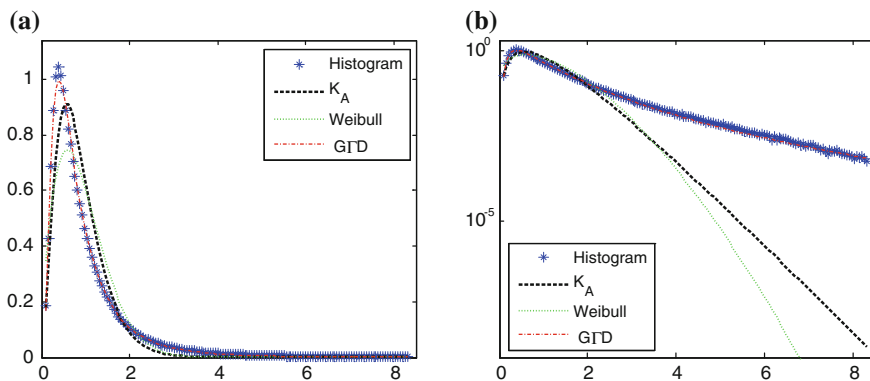 (a)
1
0.8
0.6
0.4
0.2
0
0
2
4
6
8
Histogram
K_A
Weibull
GΓD
(b)
10^0
10^-5
0
2
4
6
8
Histogram
K_A
Weibull
GΓD